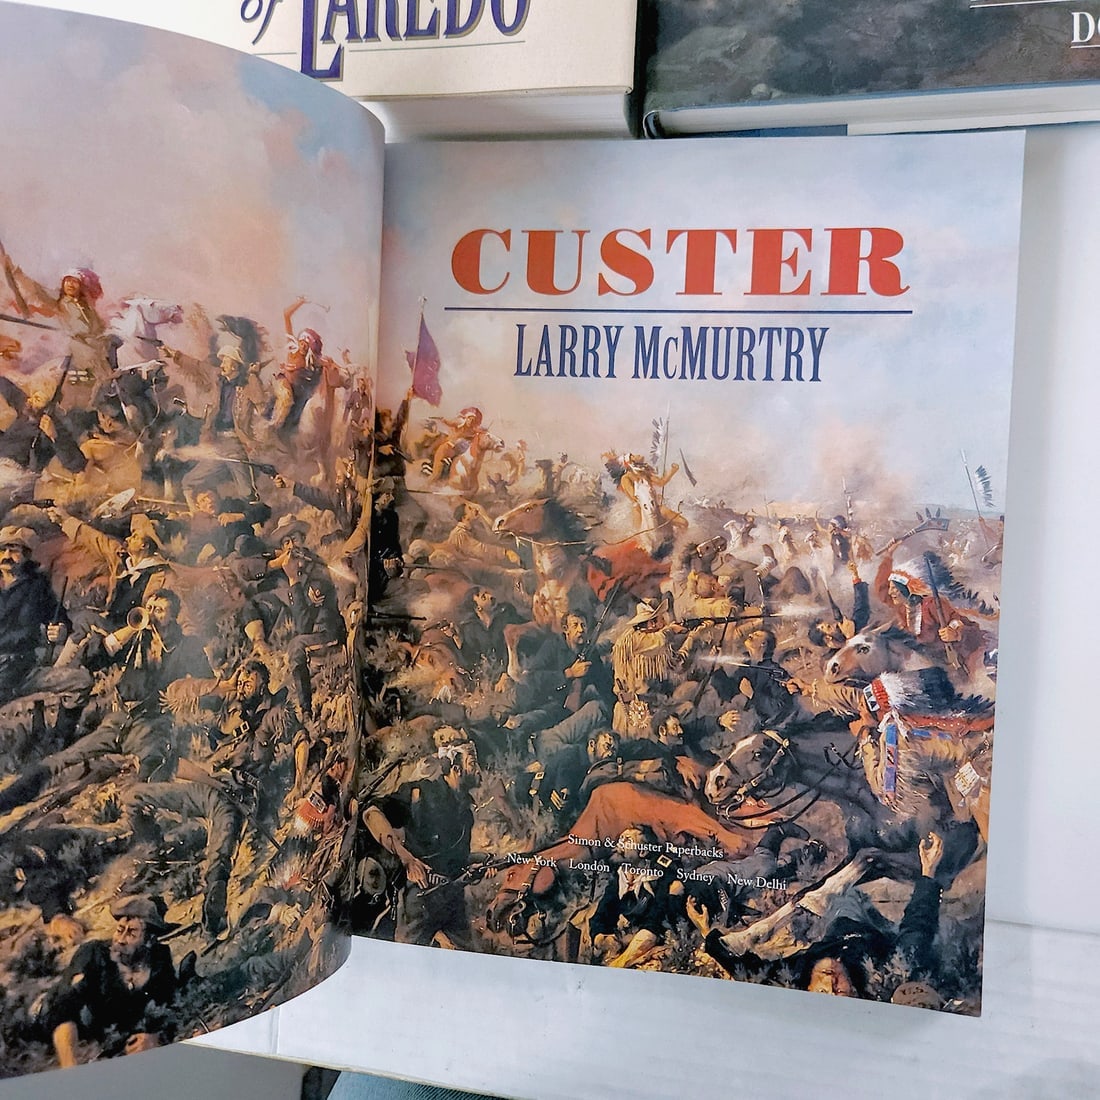 of LAREDO
DO
CUSTER
LARRY McMURTRY
Simon & Schuster Paperbacks
New York London Toronto Sydney New Delhi